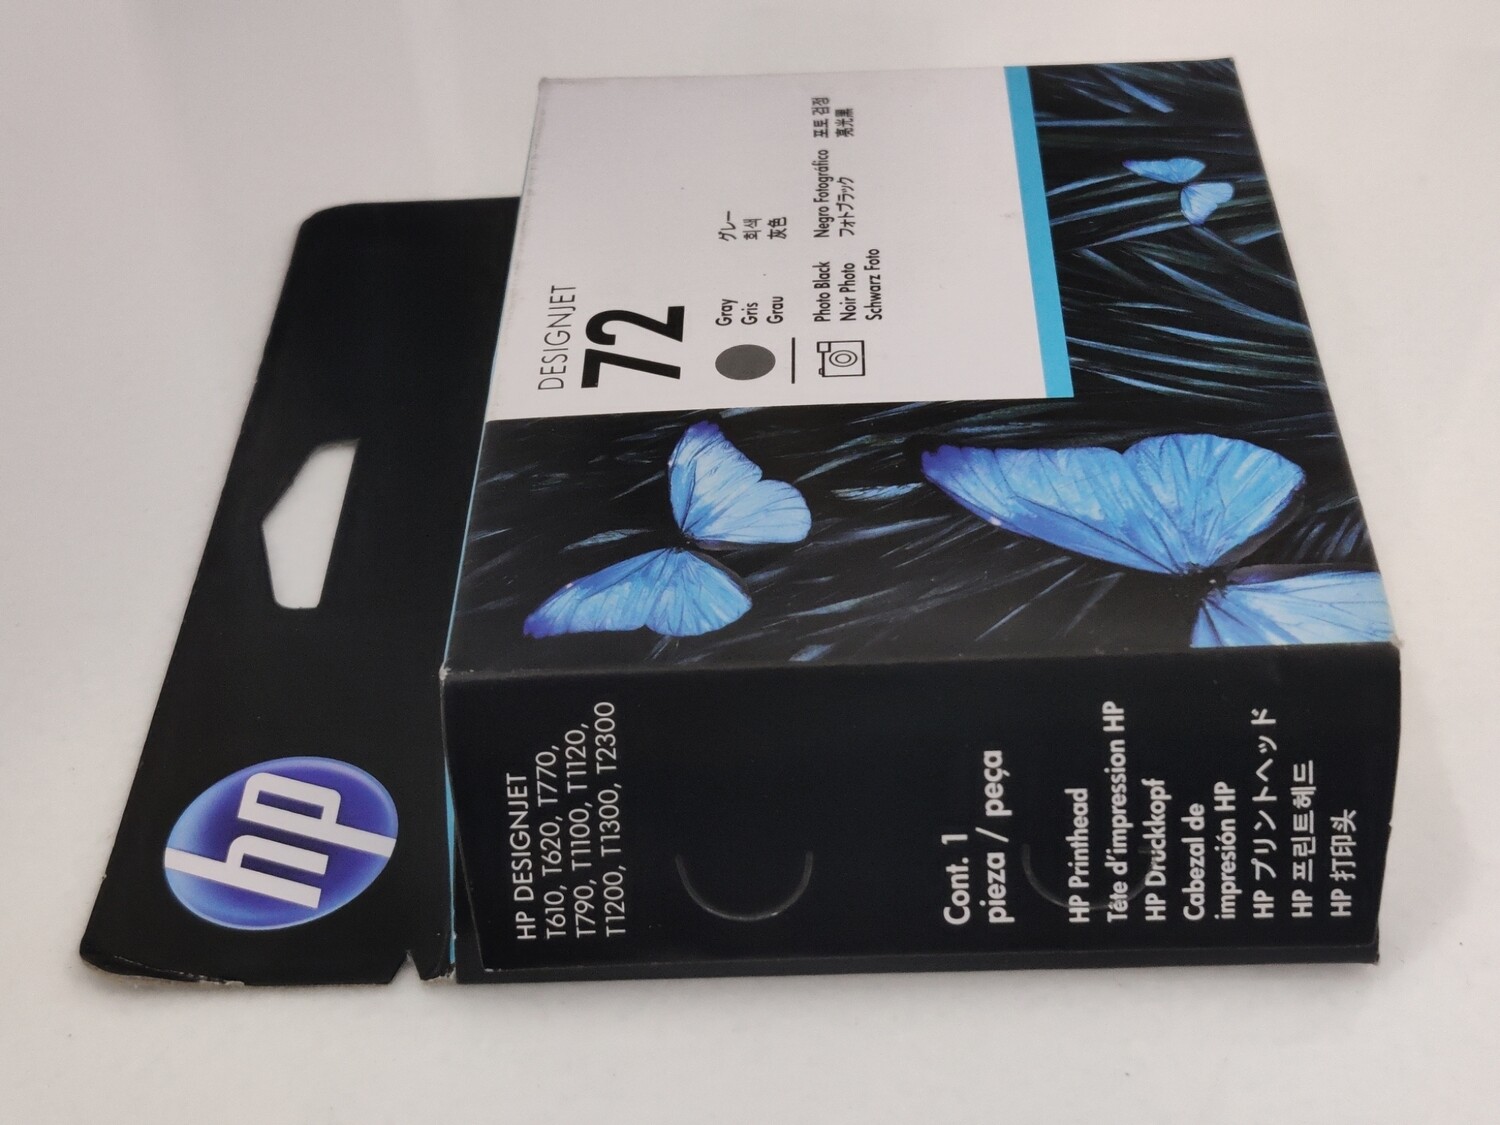 hp
DESIGNJET
72
Gray
Gris
Grau
グレー
회색
灰色
Photo Black
Noir Photo
Schwarz Foto
Negro Fotográfico
フォトブラック
포토 검정
亮光黑
HP DESIGNJET
T610, T620, T770,
T790, T1100, T1120,
T1200, T1300, T2300
Cont. 1
pieza / peça
HP Printhead
Tête d'impression HP
HP Druckkopf
Cabezal de
impresión HP
HP プリントヘッド
HP 프린트헤드
HP 打印头